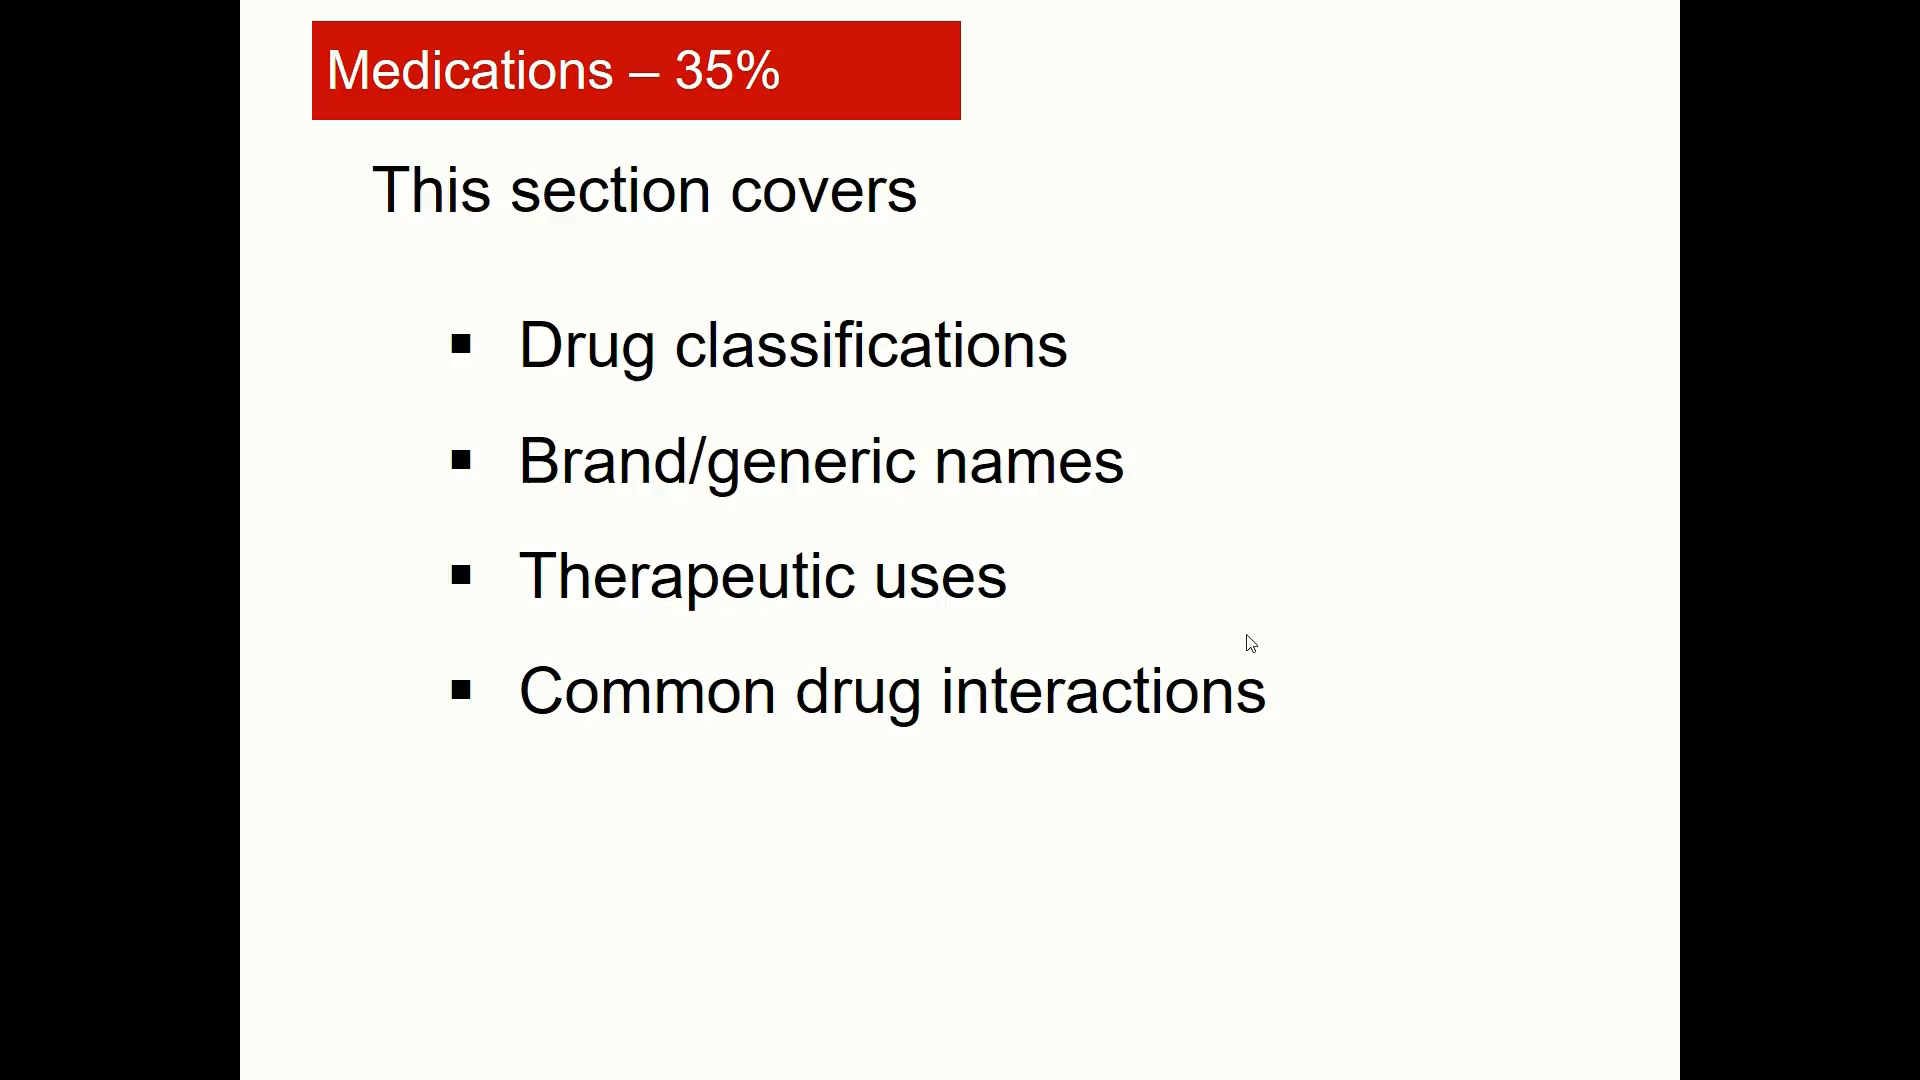 Medications – 35%
This section covers
▪ Drug classifications
▪ Brand/generic names
▪ Therapeutic uses
▪ Common drug interactions